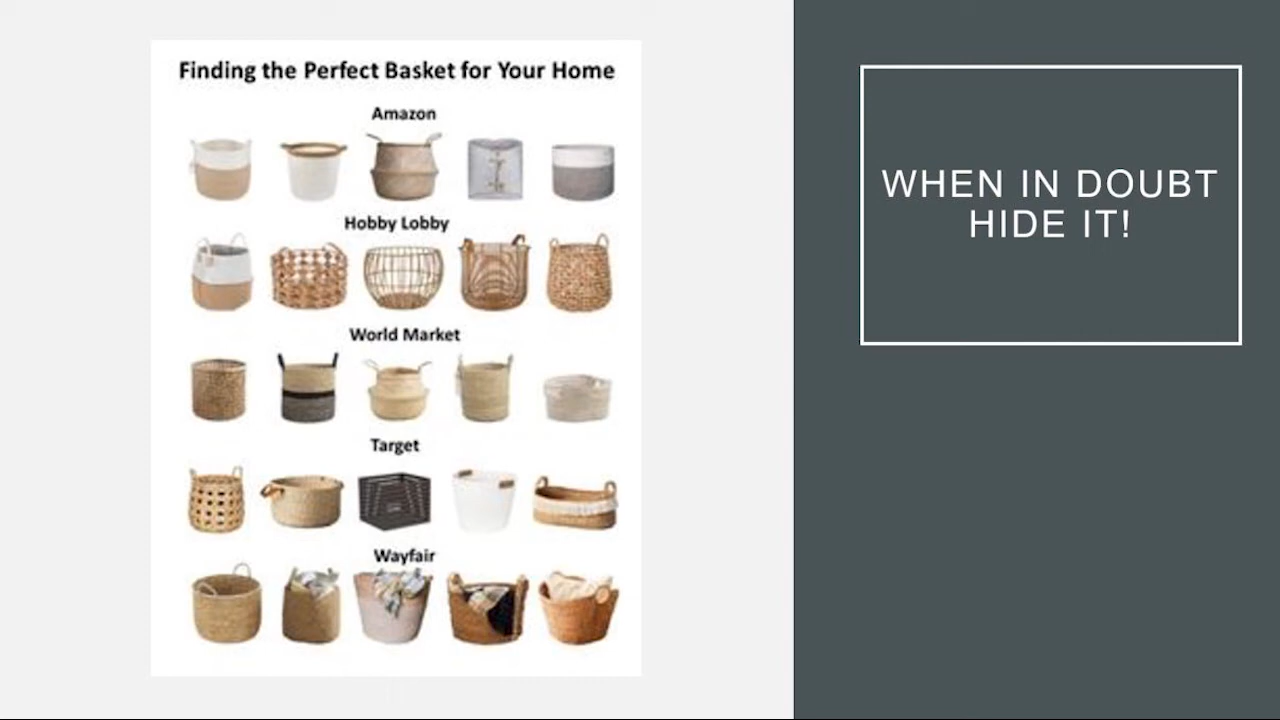 Finding the Perfect Basket for Your Home
Amazon
Hobby Lobby
World Market
Target
Wayfair
WHEN IN DOUBT
HIDE IT!